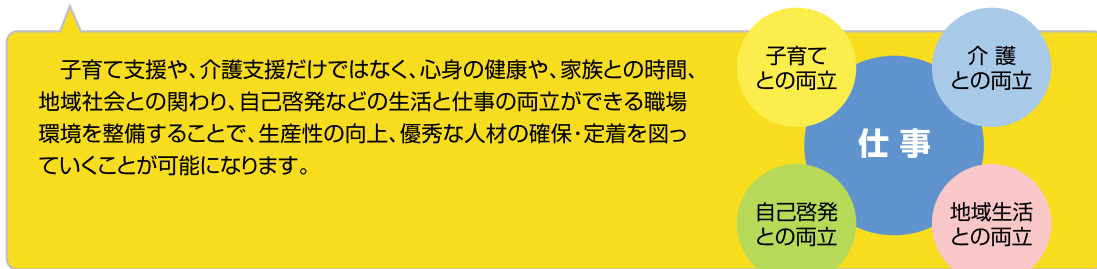 子育て支援や、介護支援だけではなく、心身の健康や、家族との時間、
地域社会との関わり、自己啓発などの生活と仕事の両立ができる職場
環境を整備することで、生産性の向上、優秀な人材の確保・定着を図っ
ていくことが可能になります。
子育て
との両立
介 護
との両立
仕 事
自己啓発
との両立
地域生活
との両立